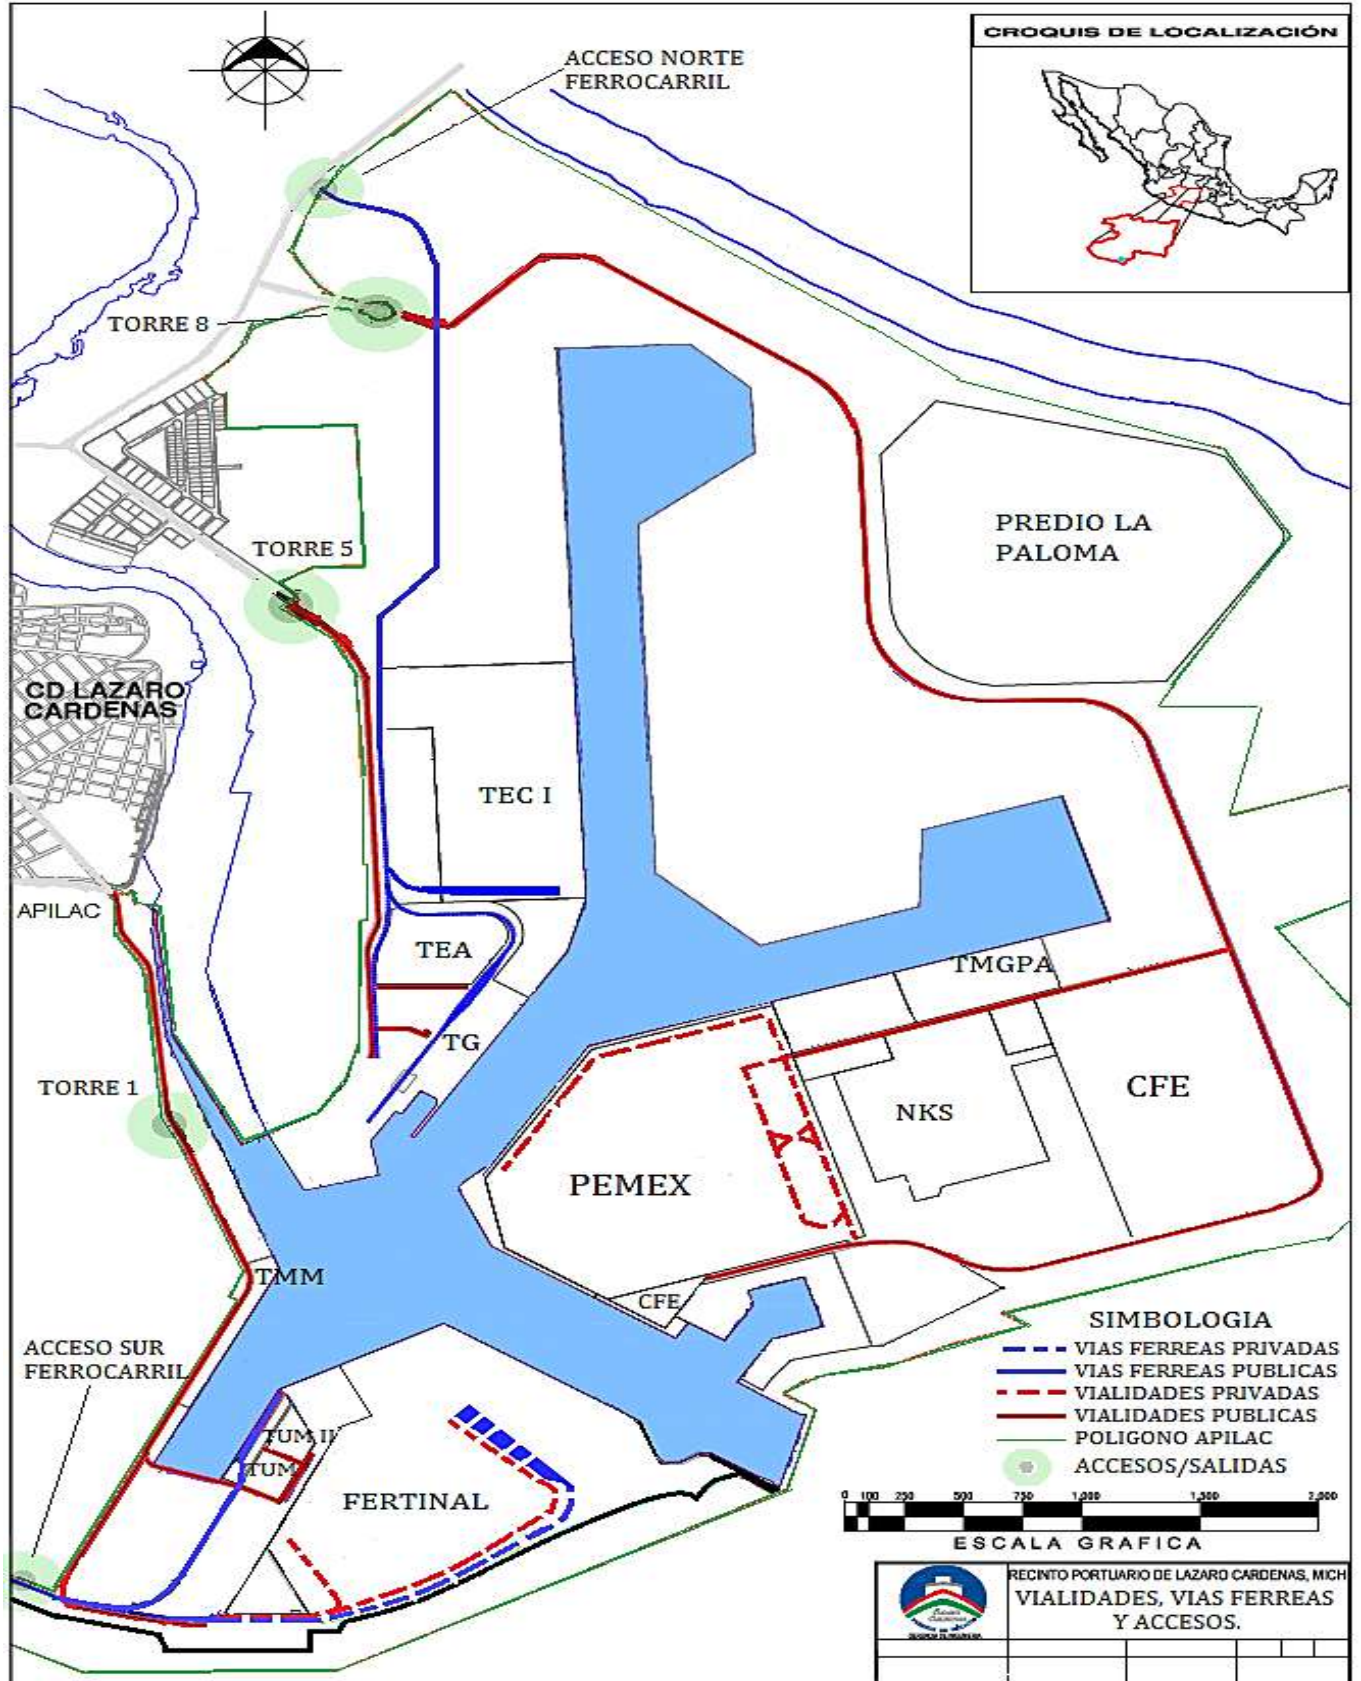 CROQUIS DE LOCALIZACIÓN
ACCESO NORTE
FERROCARRIL
TORRE 8
PREDIO LA
PALOMA
TORRE 5
CD LAZARO
CARDENAS
TEC I
APILAC
TEA
TMGPA
TG
TORRE 1
CFE
NKS
PEMEX
TMM
CFE
ACCESO SUR
FERROCARRIL
SIMBOLOGIA
VIAS FERREAS PRIVADAS
VIAS FERREAS PUBLICAS
VIALIDADES PRIVADAS
VIALIDADES PUBLICAS
POLIGONO APILAC
ACCESOS/SALIDAS
TUM II
TUM
FERTINAL
0 100 250 500 750 1,000 1,500 2,000
ESCALA GRAFICA
RECINTO PORTUARIO DE LAZARO CARDENAS, MICH
VIALIDADES, VIAS FERREAS
Y ACCESOS.